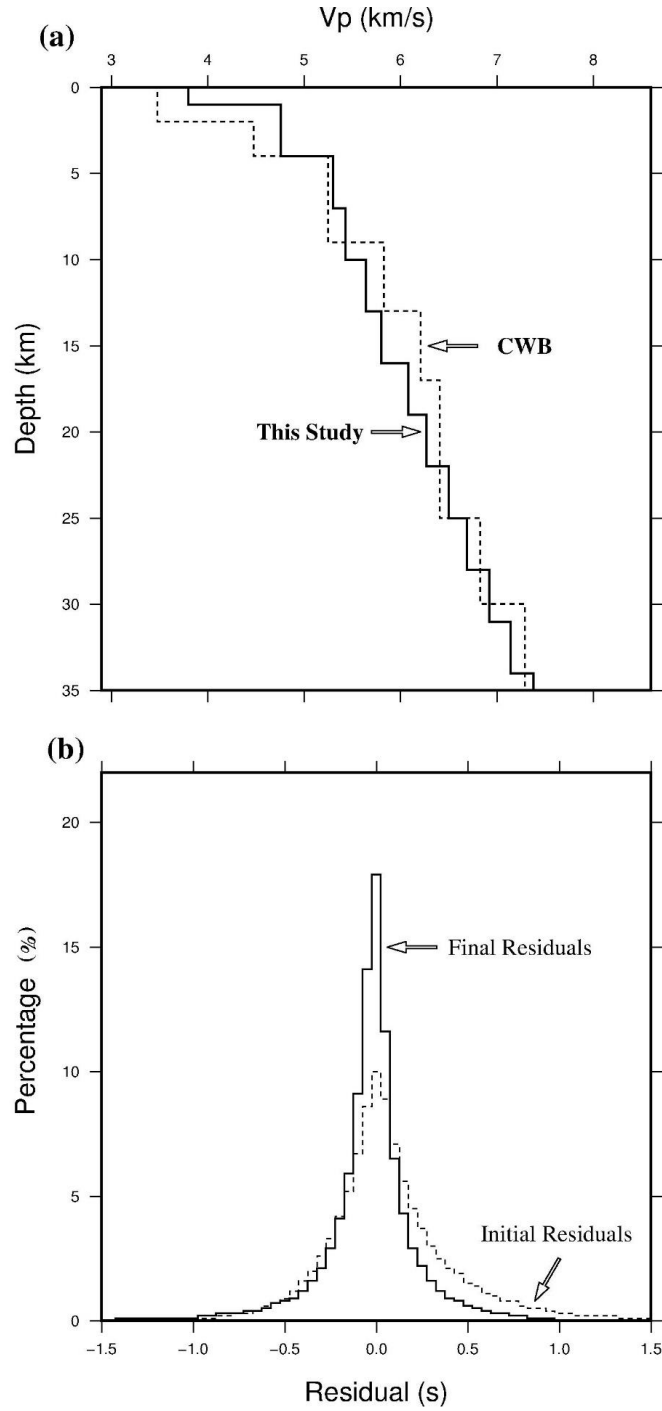 Vp (km/s)
(a)
3 4 5 6 7 8
0
5
10
15
20
25
30
35
Depth (km)
CWB
This Study
(b)
20
15
10
5
0
Percentage (%)
Final Residuals
Initial Residuals
−1.5 −1.0 −0.5 0.0 0.5 1.0 1.5
Residual (s)